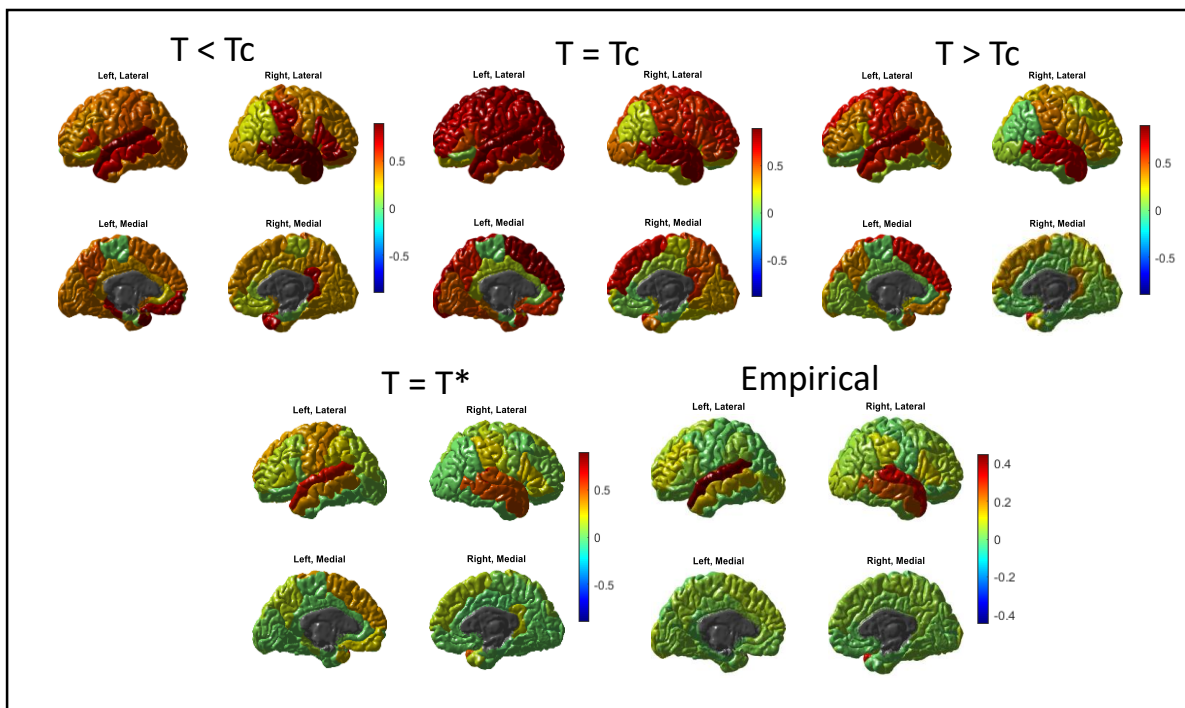 T < Tc
T = Tc
T > Tc
Left, Lateral
Right, Lateral
Left, Lateral
Right, Lateral
Left, Lateral
Right, Lateral
0.5
0
-0.5
0.5
0
-0.5
0.5
0
-0.5
Left, Medial
Right, Medial
Left, Medial
Right, Medial
Left, Medial
Right, Medial
T = T*
Empirical
Left, Lateral
Right, Lateral
Left, Lateral
Right, Lateral
0.5
0
-0.5
0.4
0.2
0
-0.2
-0.4
Left, Medial
Right, Medial
Left, Medial
Right, Medial